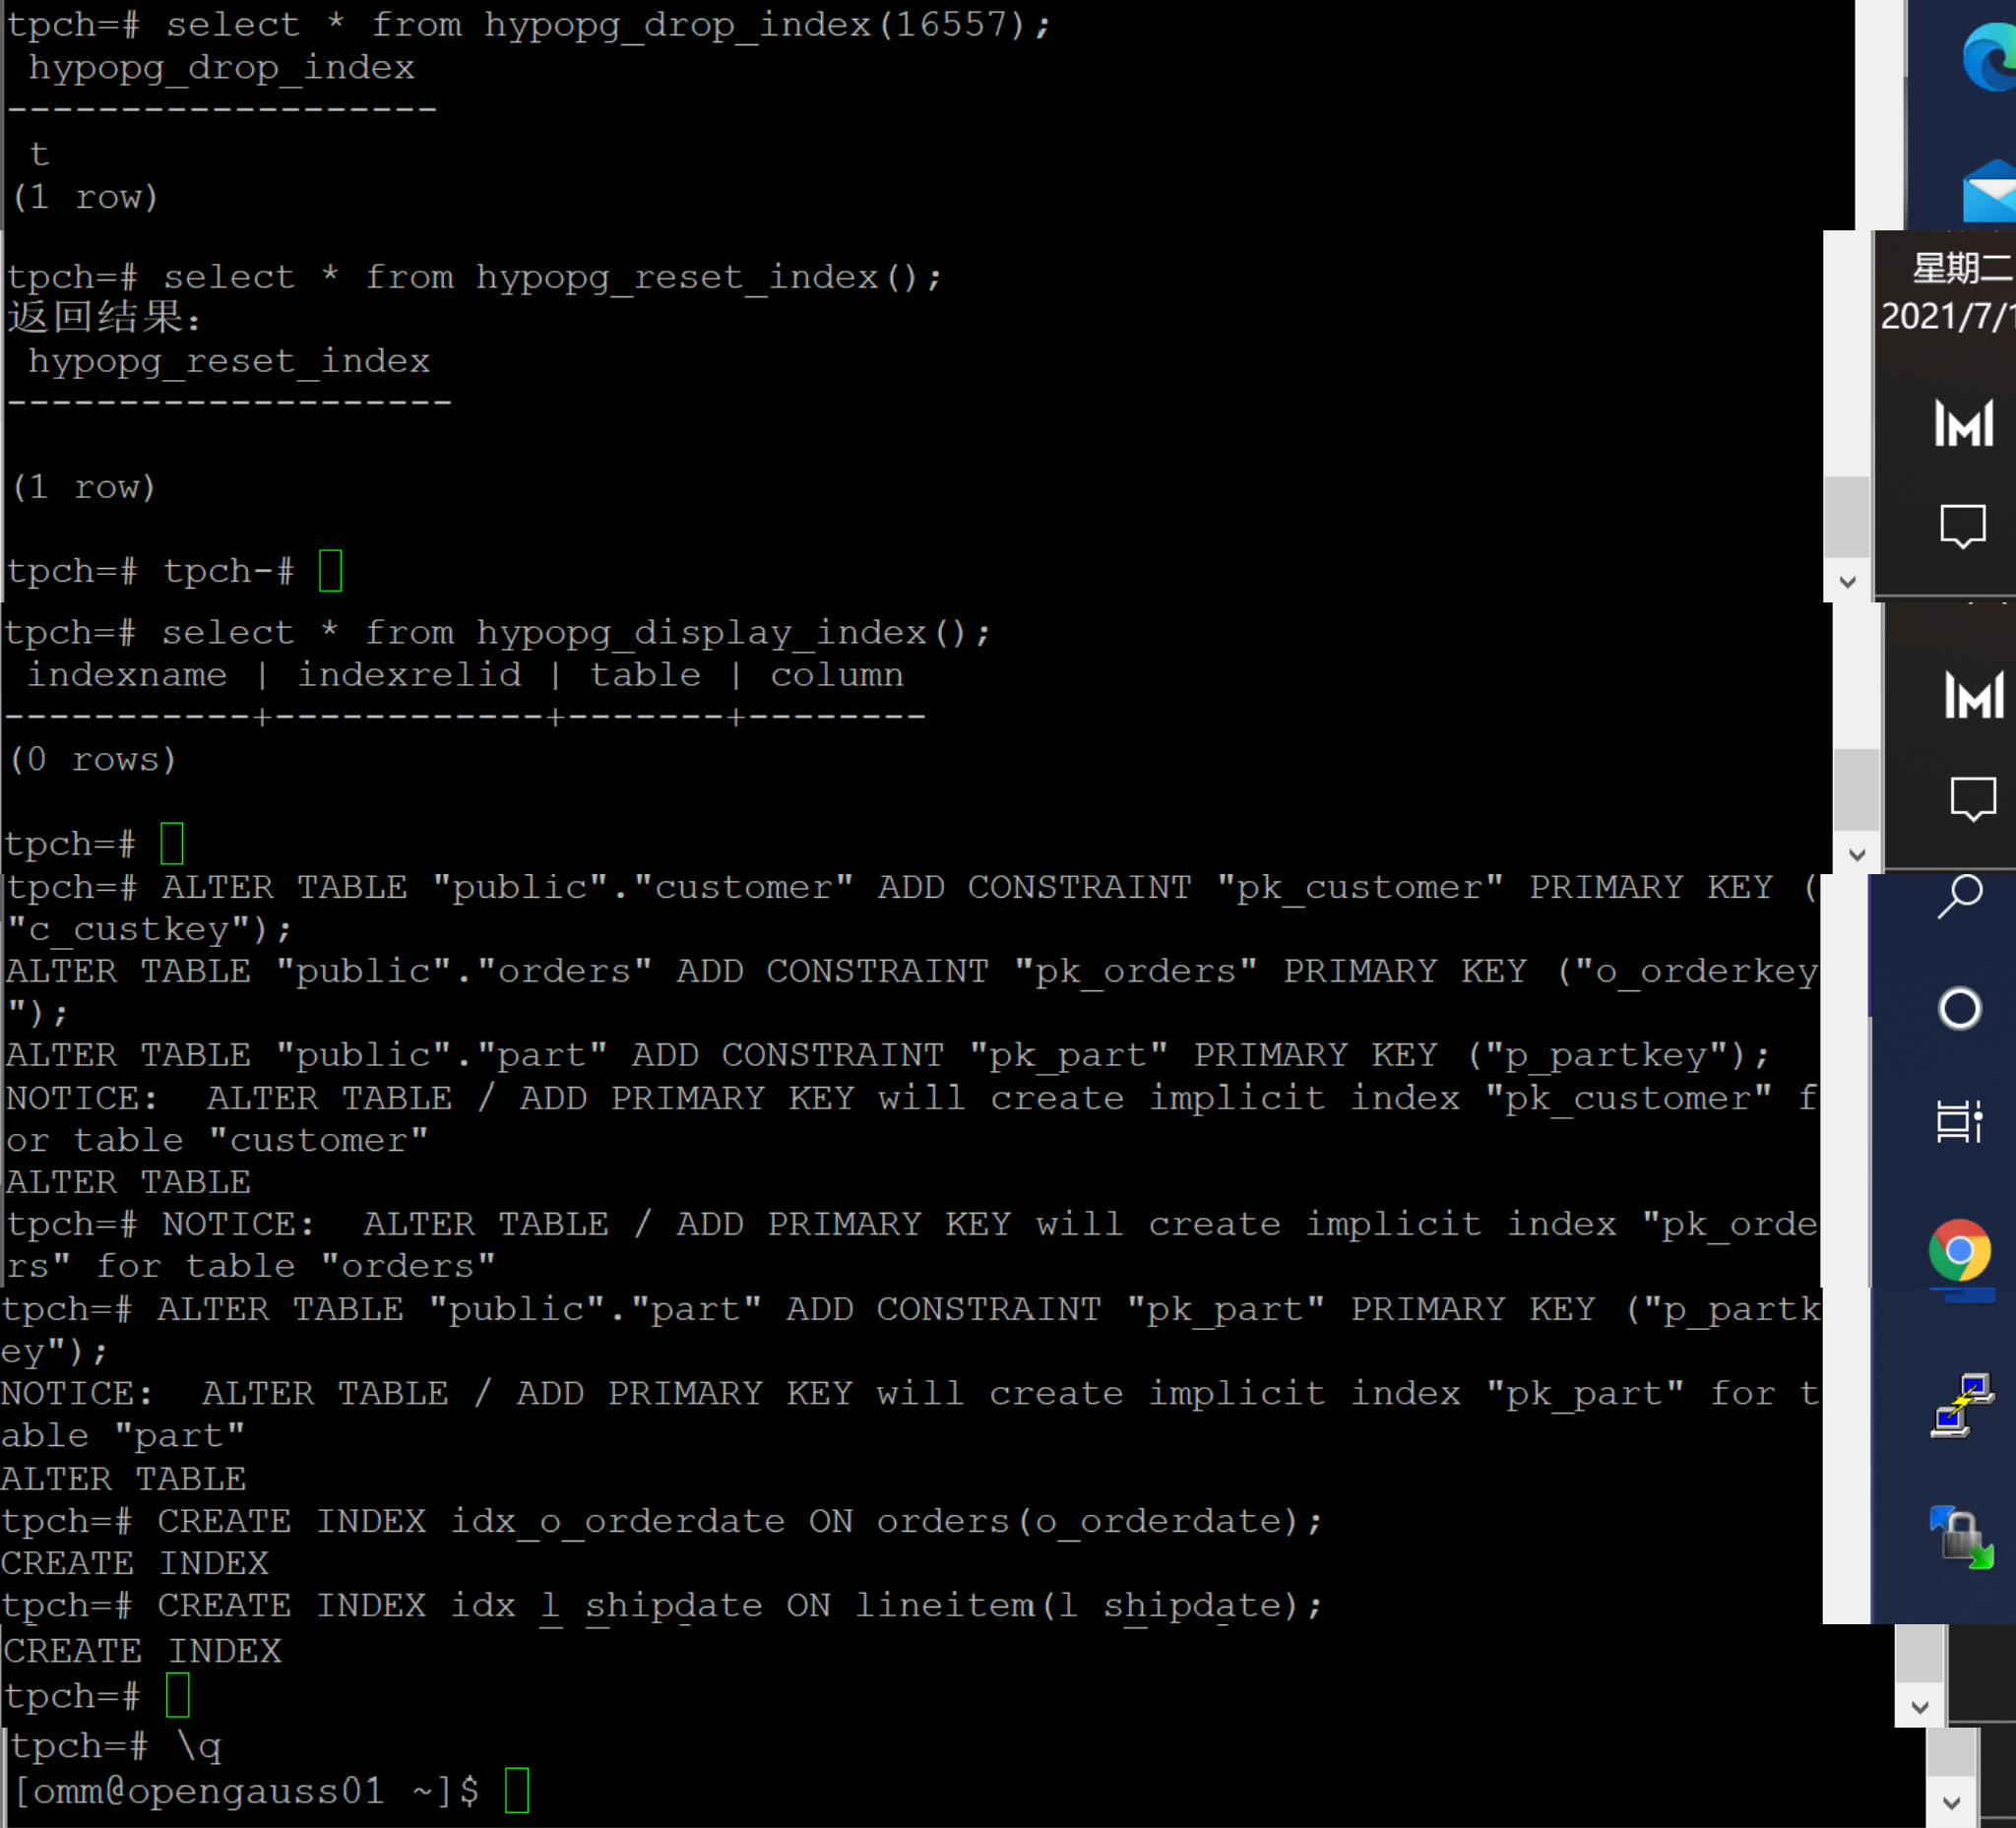 tpch=# select * from hypopg_drop_index(16557);
 hypopg_drop_index
-------------------
 t
(1 row)
tpch=# select * from hypopg_reset_index();
返回结果:
 hypopg_reset_index
--------------------
(1 row)
tpch=# tpch-#
星期二
2021/7/1
tpch=# select * from hypopg_display_index();
 indexname | indexrelid | table | column
-----------+------------+-------+--------
(0 rows)
tpch=#
tpch=# ALTER TABLE "public"."customer" ADD CONSTRAINT "pk_customer" PRIMARY KEY (
"c_custkey");
ALTER TABLE "public"."orders" ADD CONSTRAINT "pk_orders" PRIMARY KEY ("o_orderkey
");
ALTER TABLE "public"."part" ADD CONSTRAINT "pk_part" PRIMARY KEY ("p_partkey");
NOTICE:  ALTER TABLE / ADD PRIMARY KEY will create implicit index "pk_customer" f
or table "customer"
ALTER TABLE
tpch=# NOTICE:  ALTER TABLE / ADD PRIMARY KEY will create implicit index "pk_orde
rs" for table "orders"
tpch=# ALTER TABLE "public"."part" ADD CONSTRAINT "pk_part" PRIMARY KEY ("p_partk
ey");
NOTICE:  ALTER TABLE / ADD PRIMARY KEY will create implicit index "pk_part" for t
able "part"
ALTER TABLE
tpch=# CREATE INDEX idx_o_orderdate ON orders(o_orderdate);
CREATE INDEX
tpch=# CREATE INDEX idx_l_shipdate ON lineitem(l_shipdate);
CREATE INDEX
tpch=#
tpch=# \q
[omm@opengauss01 ~]$